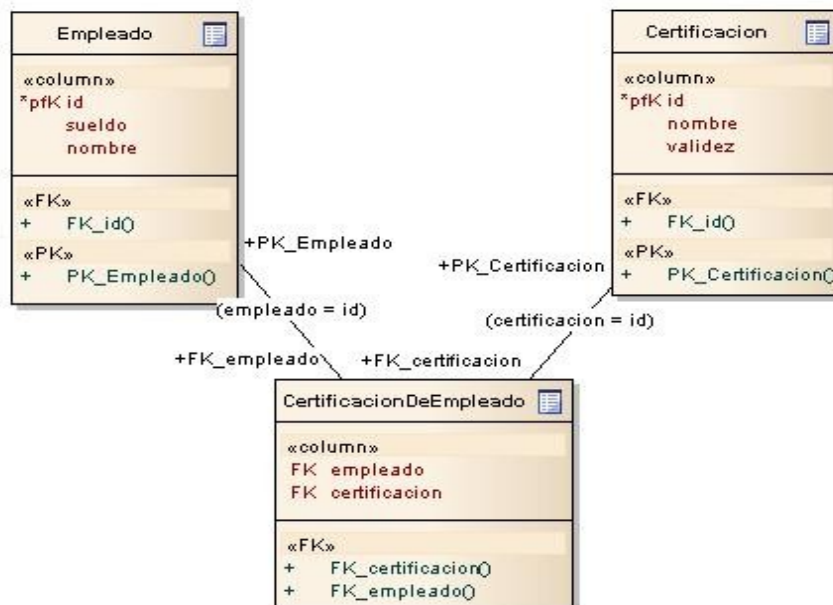 Empleado
«column»
*pfK id
sueldo
nombre
«FK»
+ FK_id()
«PK»
+ PK_Empleado()
Certificacion
«column»
*pfK id
nombre
validez
«FK»
+ FK_id()
«PK»
+ PK_Certificacion()
+PK_Empleado
(empleado = id)
+FK_empleado
+PK_Certificacion
(certificacion = id)
+FK_certificacion
CertificacionDeEmpleado
«column»
FK empleado
FK certificacion
«FK»
+ FK_certificacion()
+ FK_empleado()